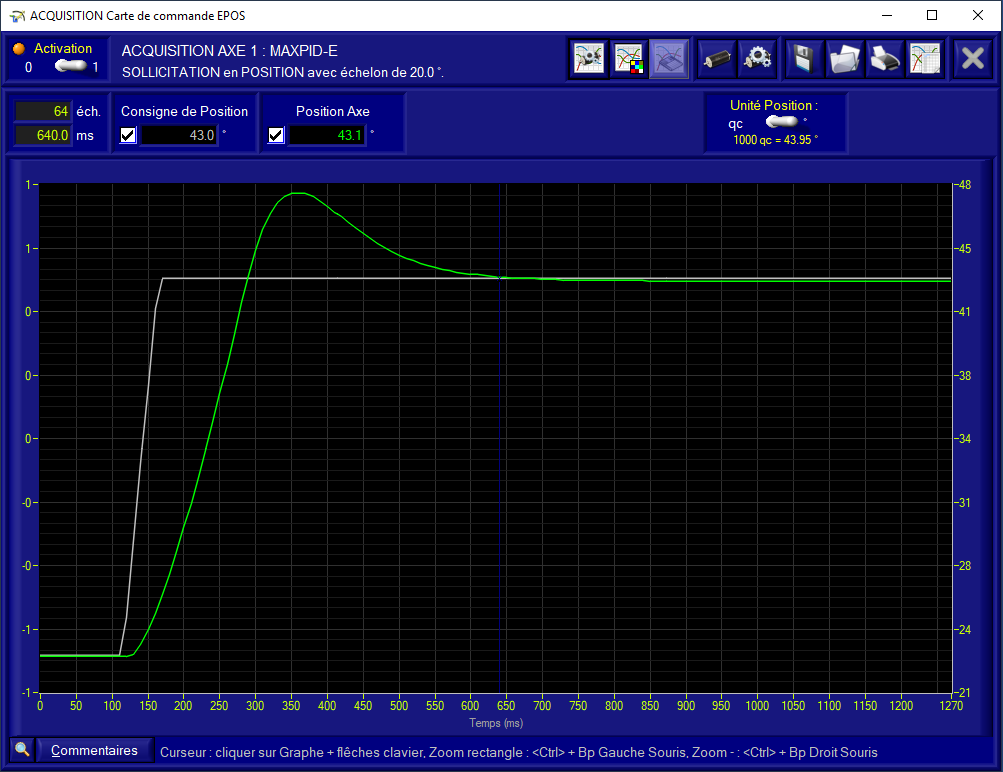 ACQUISITION Carte de commande EPOS
Activation
0 1
ACQUISITION AXE 1 : MAXPID-E
SOLLICITATION en POSITION avec échelon de 20.0 °.
64 éch.
640.0 ms
Consigne de Position
43.0 °
Position Axe
43.1 °
Unité Position :
qc °
1000 qc = 43.95 °
1 48
1 45
0 41
0 38
0 34
-0 31
-0 28
-1 24
-1 21
0 50 100 150 200 250 300 350 400 450 500 550 600 650 700 750 800 850 900 950 1000 1050 1100 1150 1200 1270
Temps (ms)
Commentaires
Curseur : cliquer sur Graphe + flêches clavier, Zoom rectangle : <Ctrl> + Bp Gauche Souris, Zoom - : <Ctrl> + Bp Droit Souris